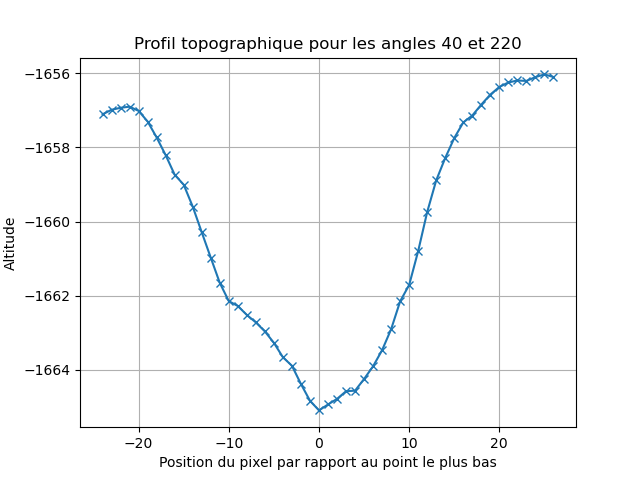 Profil topographique pour les angles 40 et 220
−1656
−1658
−1660
−1662
−1664
Altitude
−20 −10 0 10 20
Position du pixel par rapport au point le plus bas